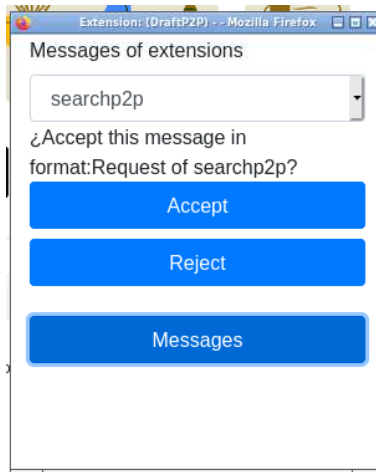 Extension: (DraftP2P) - - Mozilla Firefox
Messages of extensions
searchp2p
¿Accept this message in
format:Request of searchp2p?
Accept
Reject
Messages